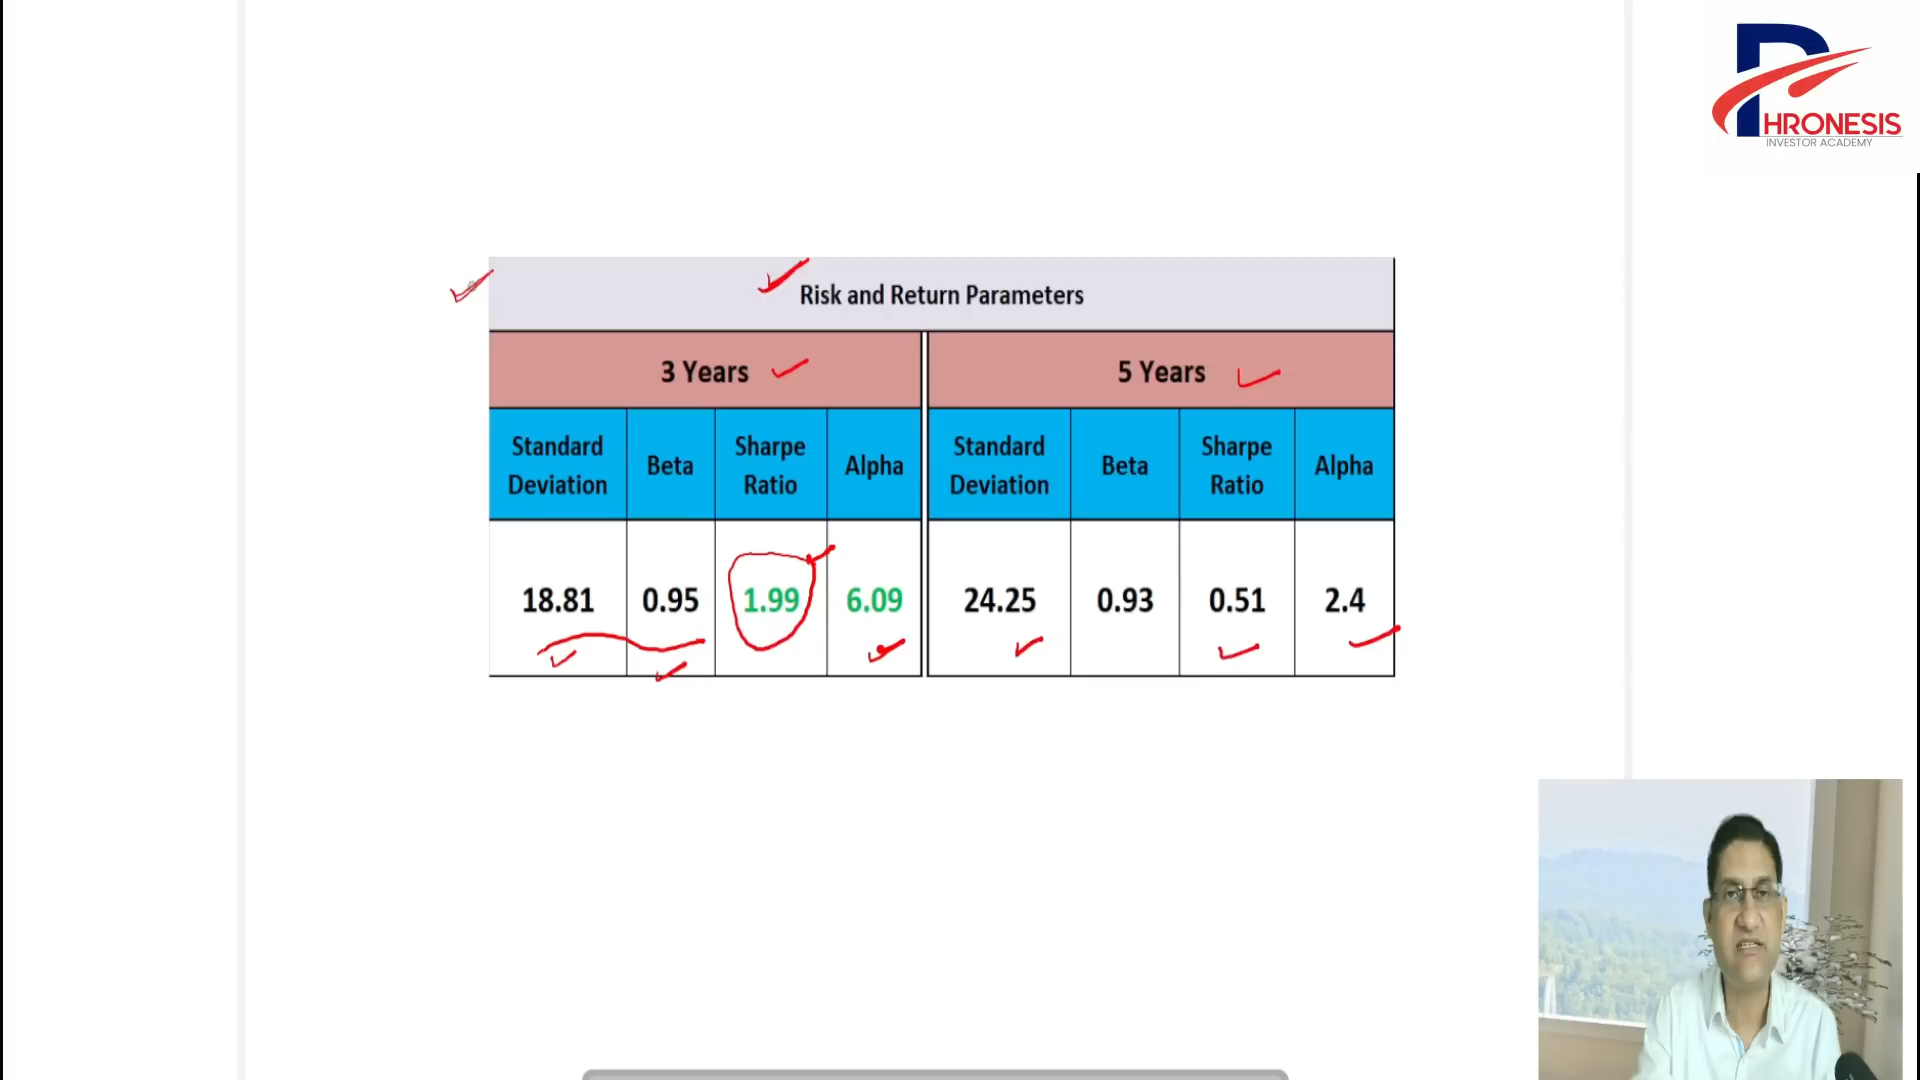 PHRONESIS
INVESTOR ACADEMY
Risk and Return Parameters
3 Years
5 Years
Standard Deviation
Beta
Sharpe Ratio
Alpha
Standard Deviation
Beta
Sharpe Ratio
Alpha
18.81
0.95
1.99
6.09
24.25
0.93
0.51
2.4